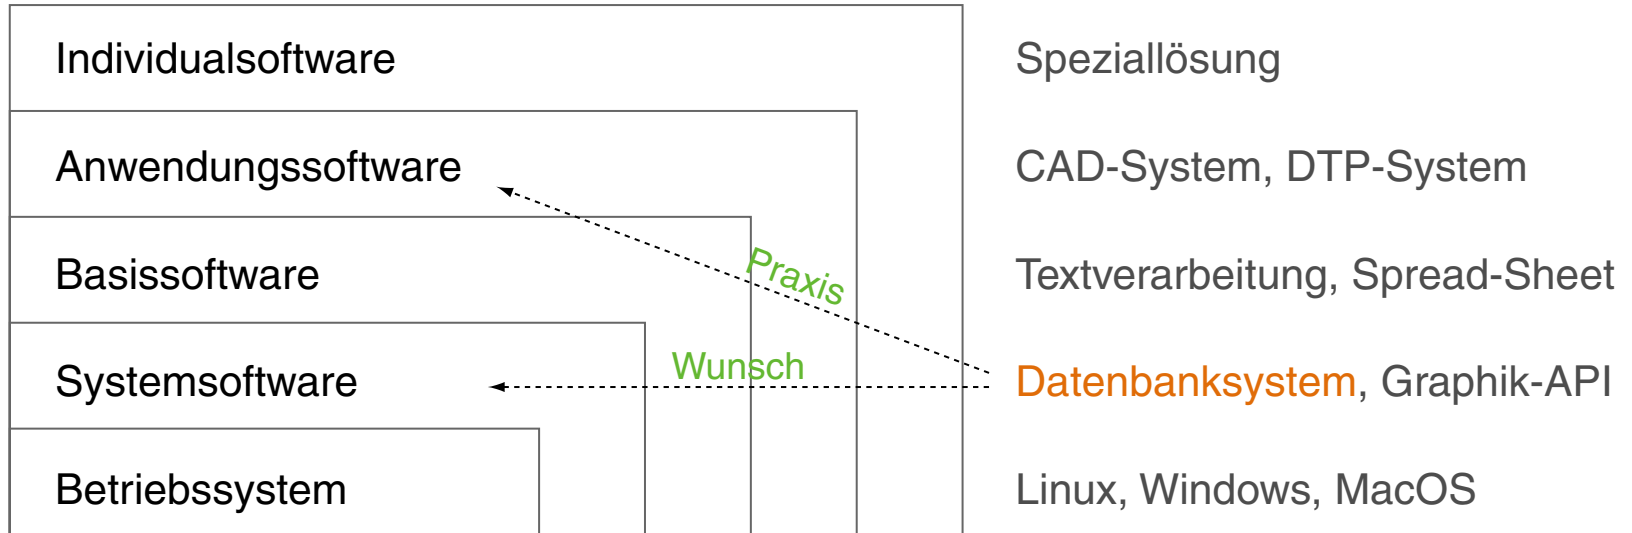 Individualsoftware Speziallösung
Anwendungssoftware CAD-System, DTP-System
Basissoftware Praxis Textverarbeitung, Spread-Sheet
Systemsoftware Wunsch Datenbanksystem, Graphik-API
Betriebssystem Linux, Windows, MacOS